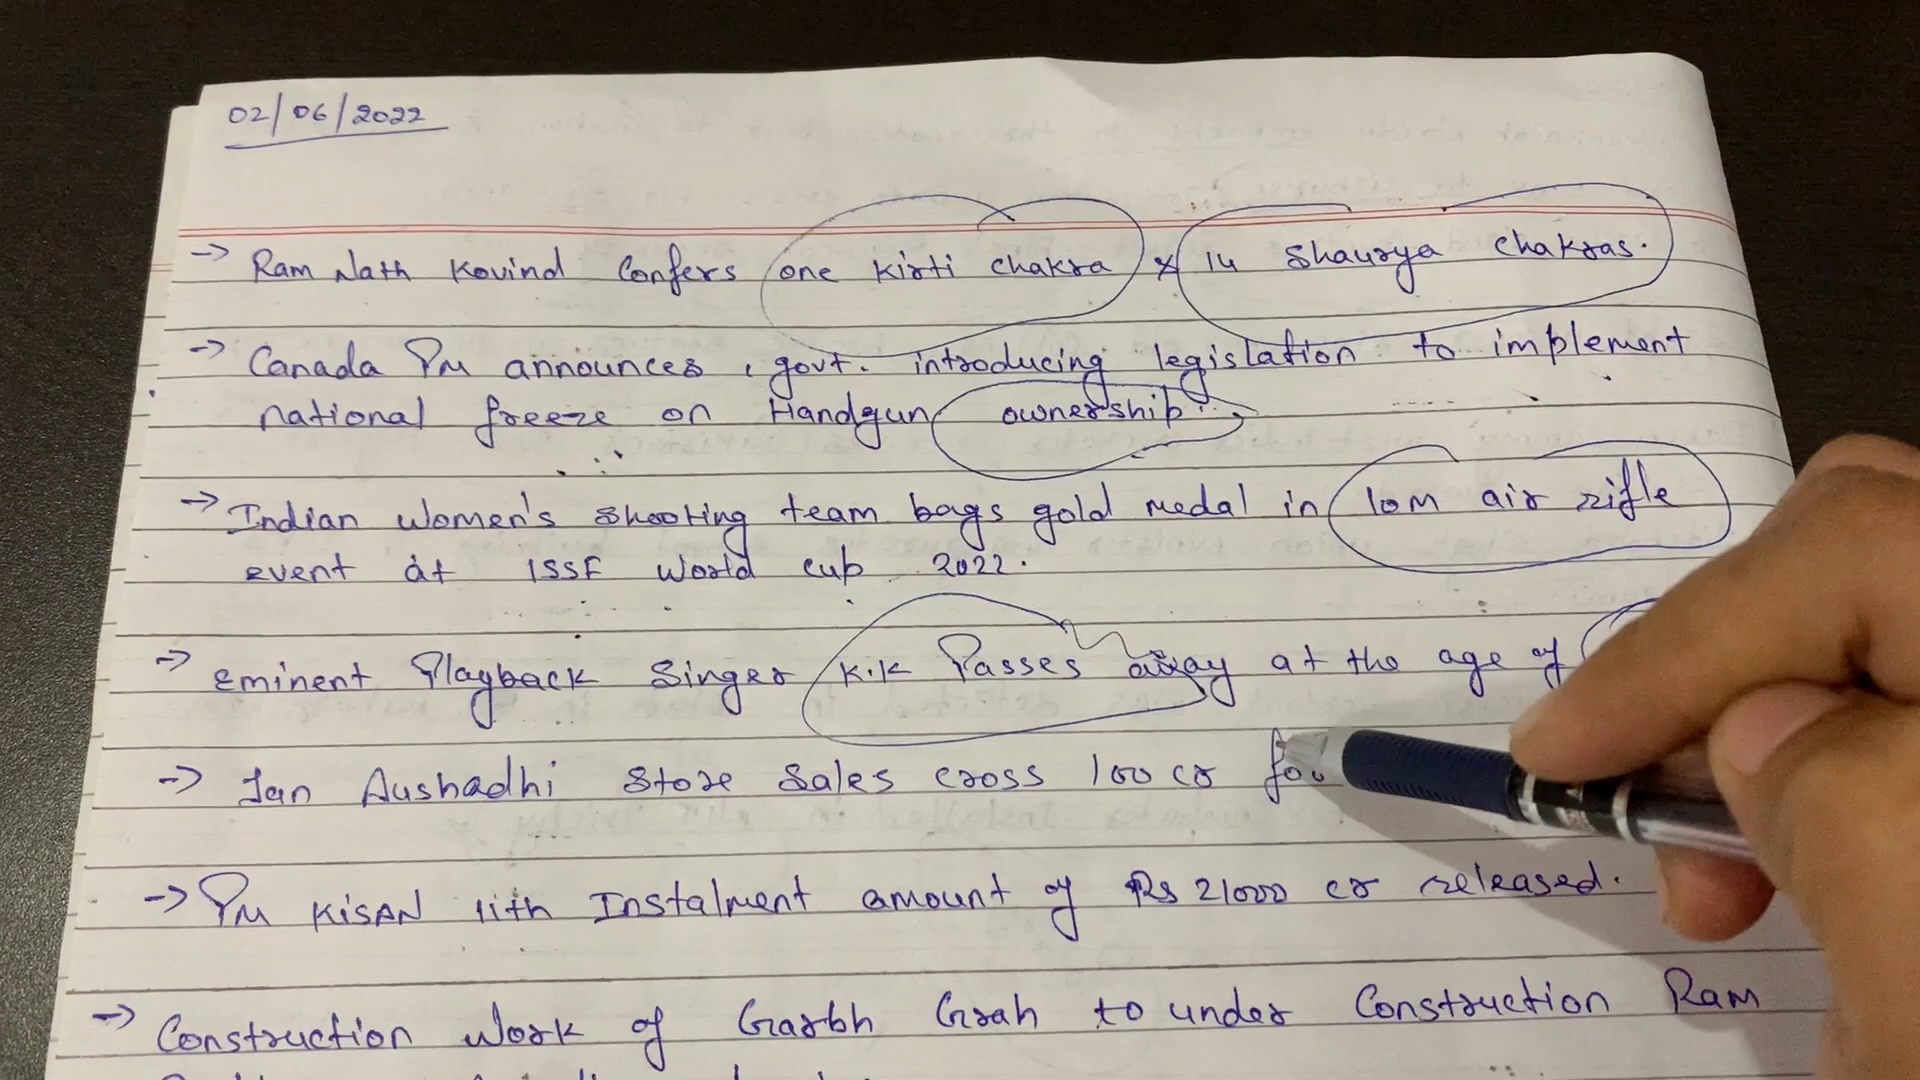 02/06/2022
→ Ram Nath Kovind Confers one Kirti Chakra & 14 Shaurya Chakras.
→ Canada PM announces, govt. introducing legislation to implement
national freeze on Handgun ownership.
→ Indian Women's Shooting team bags gold medal in 10M air rifle
event at ISSF World cup 2022.
→ eminent Playback Singer K.K Passes away at the age of
→ Jan Aushadhi Store Sales cross 100 cr
→ PM KISAN 11th Instalment amount of Rs 21000 cr released.
→ Construction Work of Garbh Grah to under Construction Ram